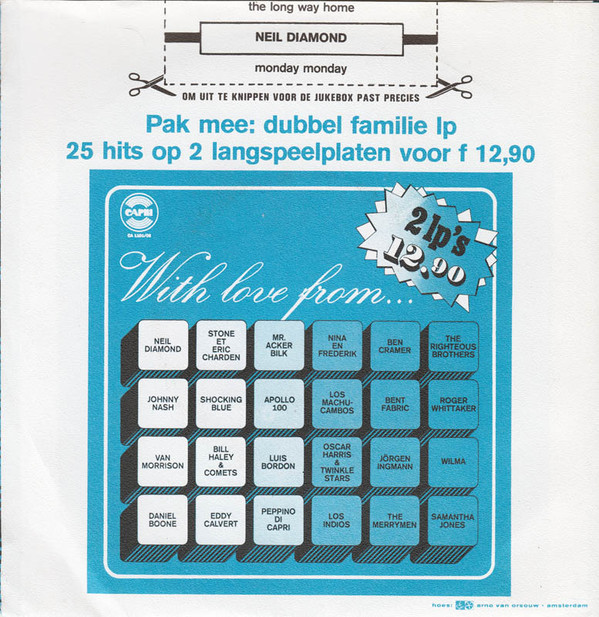 the long way home
NEIL DIAMOND
monday monday
OM UIT TE KNIPPEN VOOR DE JUKEBOX PAST PRECIES
Pak mee: dubbel familie lp
25 hits op 2 langspeelplaten voor f 12,90
CAPRI
2 lp's
12.90
With love from...
NEIL
DIAMOND
STONE
ET
ERIC
CHARDEN
MR.
ACKER
BILK
NINA
EN
FREDERIK
BEN
CRAMER
THE
RIGHTEOUS
BROTHERS
JOHNNY
NASH
SHOCKING
BLUE
APOLLO
100
LOS
MACHU-
CAMBOS
BENT
FABRIC
ROGER
WHITTAKER
VAN
MORRISON
BILL
HALEY
&
COMETS
LUIS
BORDON
OSCAR
HARRIS
&
TWINKLE
STARS
JÖRGEN
INGMANN
WILMA
DANIEL
BOONE
EDDY
CALVERT
PEPPINO
DI
CAPRI
LOS
INDIOS
THE
MERRYMEN
SAMANTHA
JONES
hoes: arno van orsouw - amsterdam